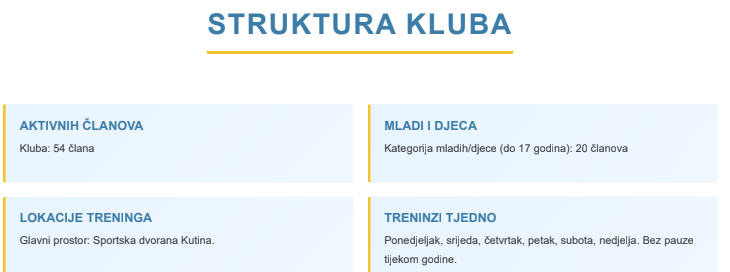 STRUKTURA KLUBA
AKTIVNIH ČLANOVA
Kluba: 54 člana
MLADI I DJECA
Kategorija mladih/djece (do 17 godina): 20 članova
LOKACIJE TRENINGA
Glavni prostor: Sportska dvorana Kutina.
TRENINZI TJEDNO
Ponedjeljak, srijeda, četvrtak, petak, subota, nedjelja. Bez pauze
tijekom godine.